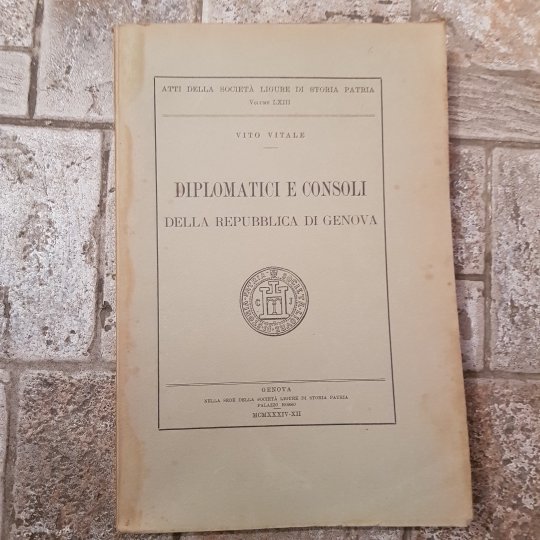 ATTI DELLA SOCIETÀ LIGURE DI STORIA PATRIA
Volume LXIII
VITO VITALE
DIPLOMATICI E CONSOLI
DELLA REPUBBLICA DI GENOVA
GENOVA
NELLA SEDE DELLA SOCIETÀ LIGURE DI STORIA PATRIA
PALAZZO ROSSO
MCMXXXIV-XII